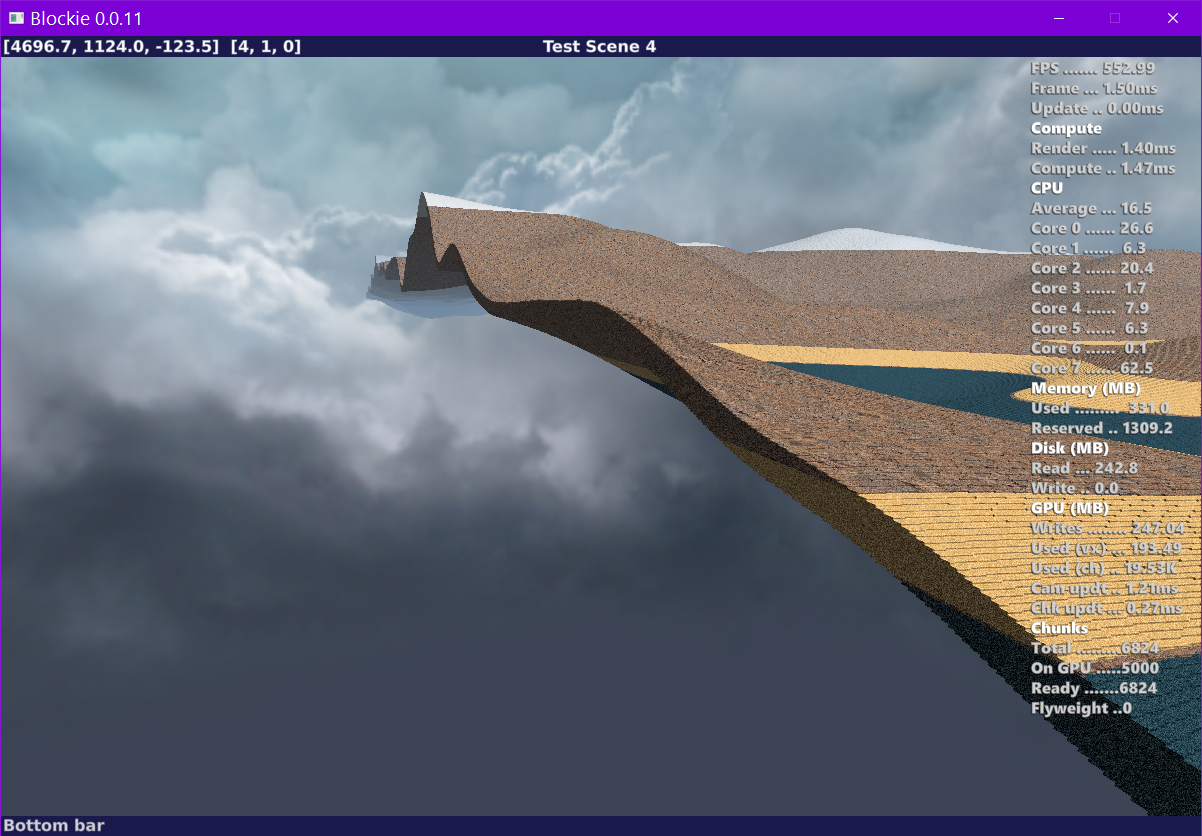 Blockie 0.0.11
[4696.7, 1124.0, -123.5] [4, 1, 0] Test Scene 4
FPS ....... 552.99
Frame ... 1.50ms
Update .. 0.00ms
Compute
Render ..... 1.40ms
Compute .. 1.47ms
CPU
Average ... 16.5
Core 0 ...... 26.6
Core 1 ...... 6.3
Core 2 ...... 20.4
Core 3 ...... 1.7
Core 4 ...... 7.9
Core 5 ...... 6.3
Core 6 ...... 0.1
Core 7 ...... 62.5
Memory (MB)
Used ......... 331.0
Reserved .. 1309.2
Disk (MB)
Read ... 242.8
Write .. 0.0
GPU (MB)
Writes ........ 247.04
Used (vx) ... 193.49
Used (ch) .. 19.53K
Cam updt .. 1.21ms
Chk updt ... 0.27ms
Chunks
Total .........6824
On GPU .....5000
Ready .......6824
Flyweight ..0
Bottom bar